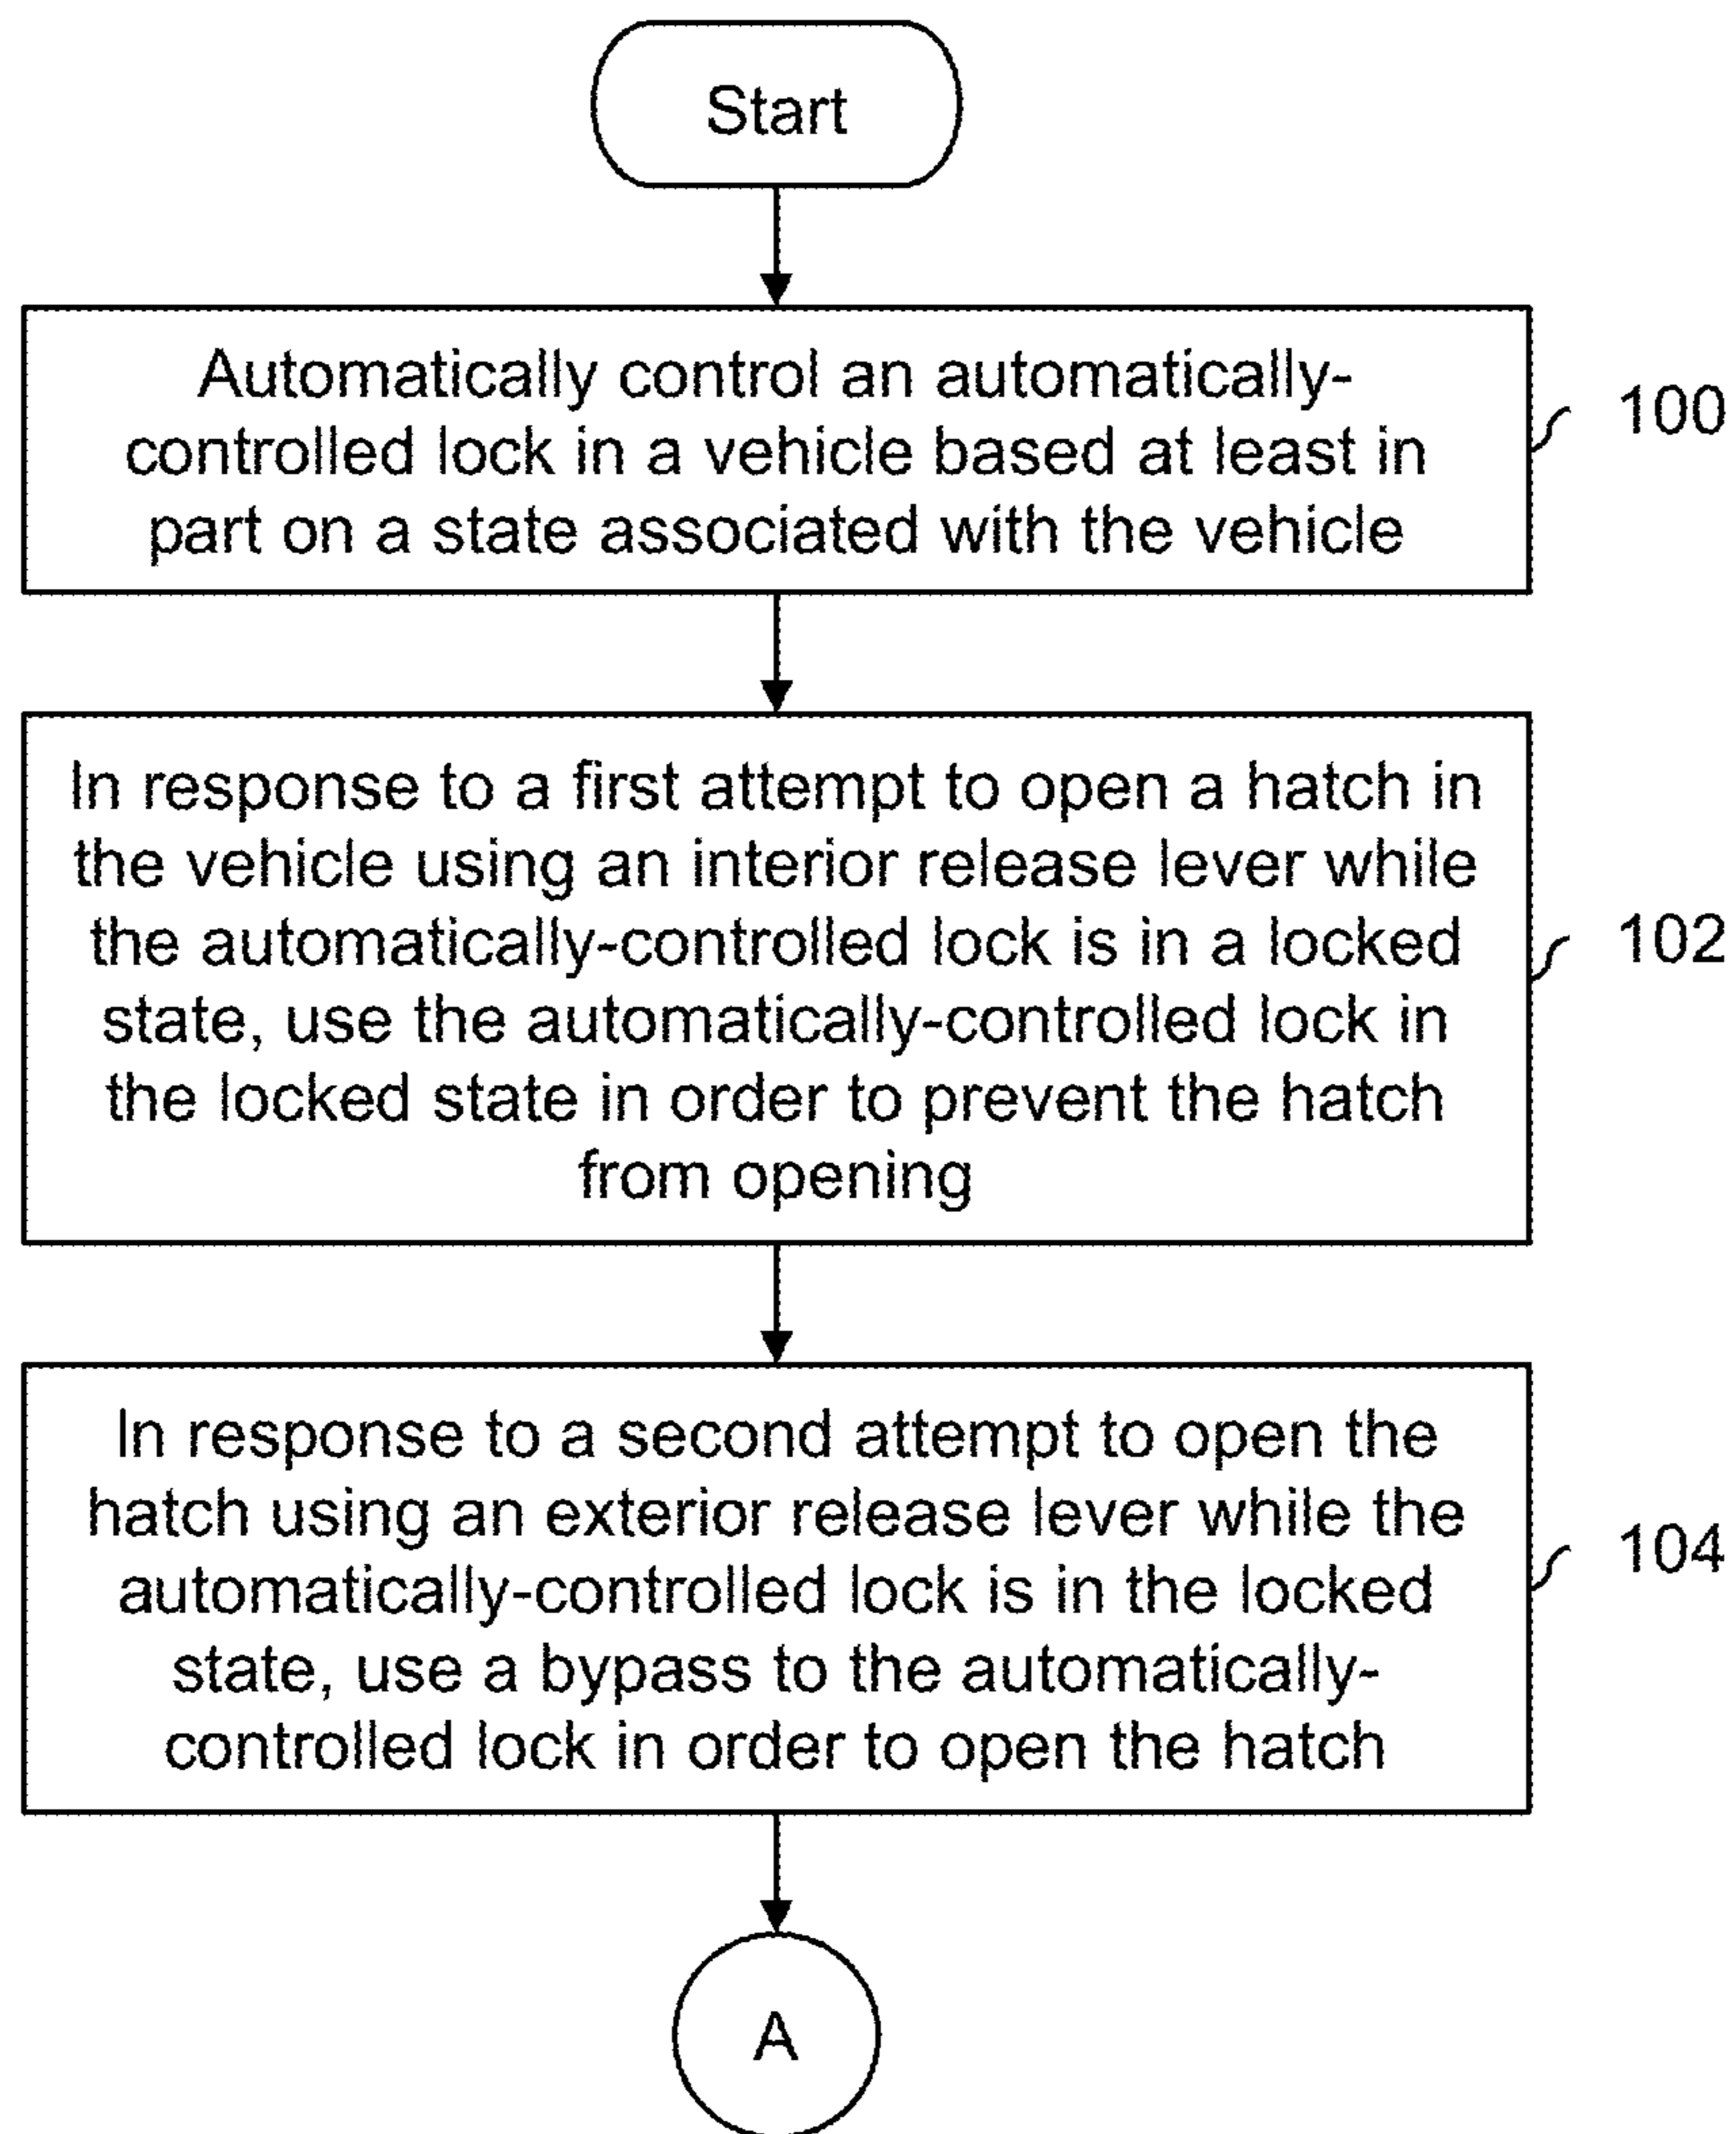 Start
Automatically control an automatically-
controlled lock in a vehicle based at least in
part on a state associated with the vehicle
100
In response to a first attempt to open a hatch in
the vehicle using an interior release lever while
the automatically-controlled lock is in a locked
state, use the automatically-controlled lock in
the locked state in order to prevent the hatch
from opening
102
In response to a second attempt to open the
hatch using an exterior release lever while the
automatically-controlled lock is in the locked
state, use a bypass to the automatically-
controlled lock in order to open the hatch
104
A